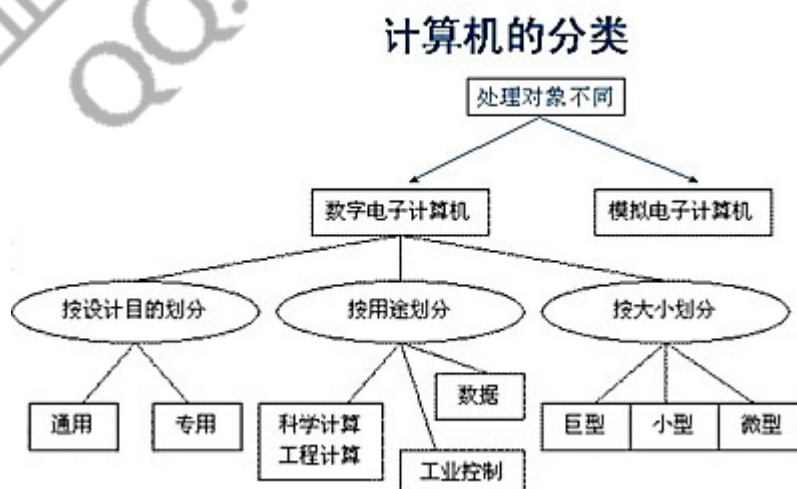 QQ.
计算机的分类
处理对象不同
数字电子计算机
模拟电子计算机
按设计目的划分
按用途划分
按大小划分
通用
专用
科学计算
工程计算
数据
工业控制
巨型
小型
微型